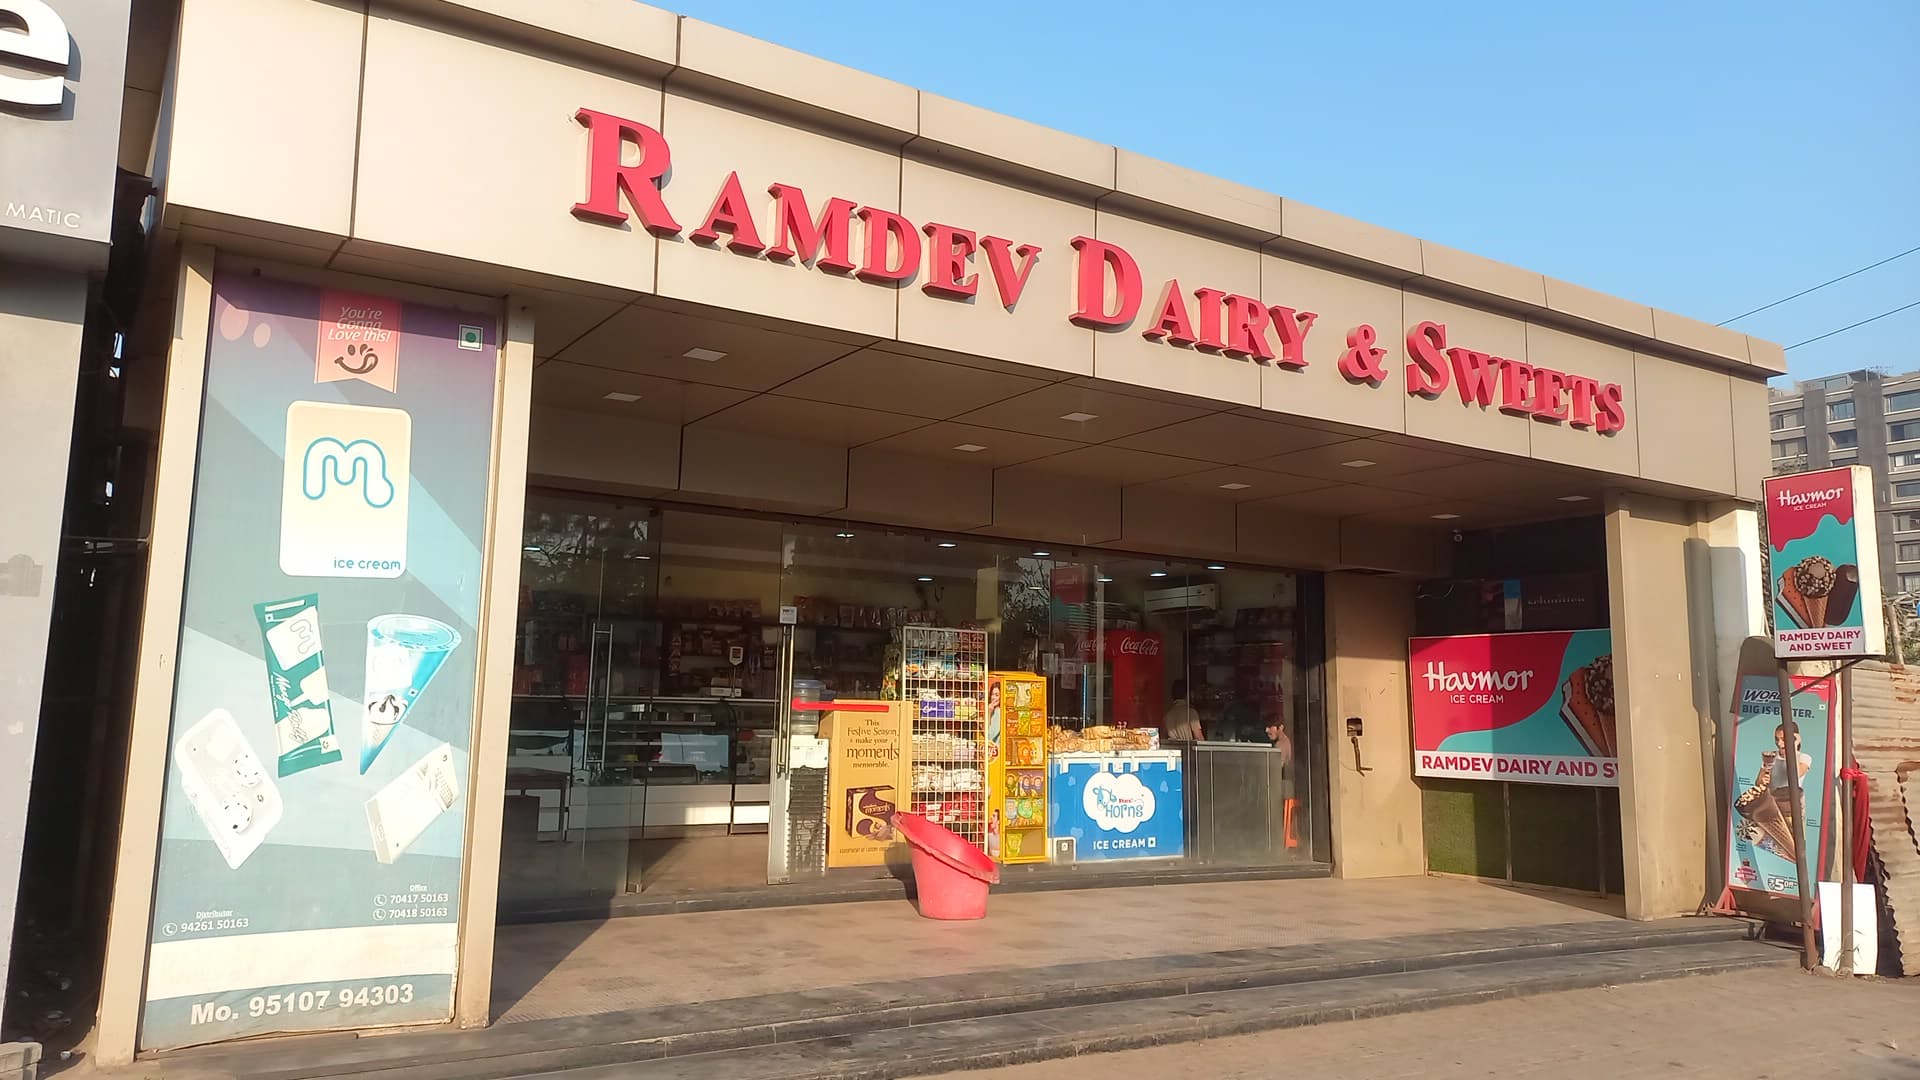 e
MATIC
RAMDEV DAIRY & SWEETS
You're
Gonna
Love this!
M
ice cream
Distributor
94261 50163
Office
70417 50163
70418 50163
Mo. 95107 94303
This
Festive Season,
make your
moments
memorable.
moments
Coca-Cola
HORNS
ICE CREAM
Havmor
ICE CREAM
RAMDEV DAIRY AND S
Havmor
ICE CREAM
RAMDEV DAIRY
AND SWEET
BIG IS